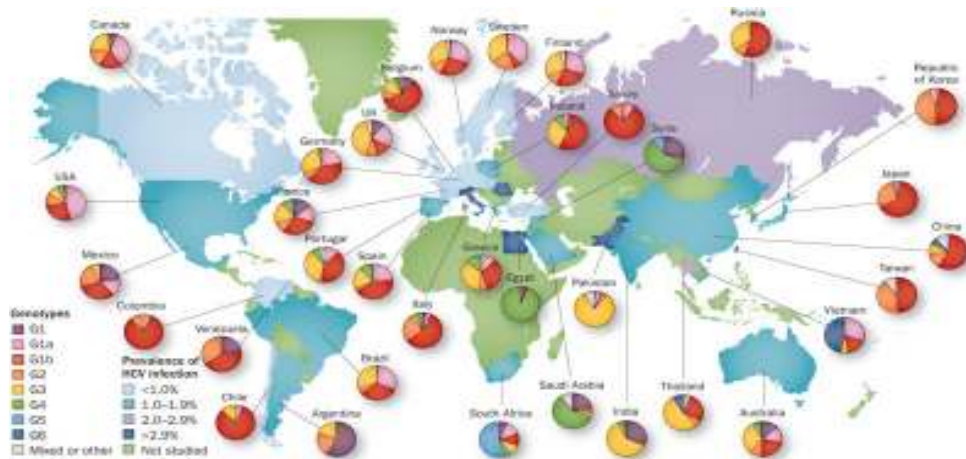 Canada
Norway
Sweden
Finland
Russia
Republic
of Korea
Belgium
UK
Poland
Turkey
Syria
Germany
USA
France
Japan
China
Mexico
Portugal
Spain
Greece
Egypt
Pakistan
Taiwan
Colombia
Italy
Vietnam
Venezuela
Brazil
Chile
Argentina
South Africa
Saudi Arabia
India
Thailand
Australia
Genotypes
G1
G1a
G1b
G2
G3
G4
G5
G6
Mixed or other
Prevalence of
HCV infection
<1.0%
1.0–1.9%
2.0–2.9%
>2.9%
Not studied